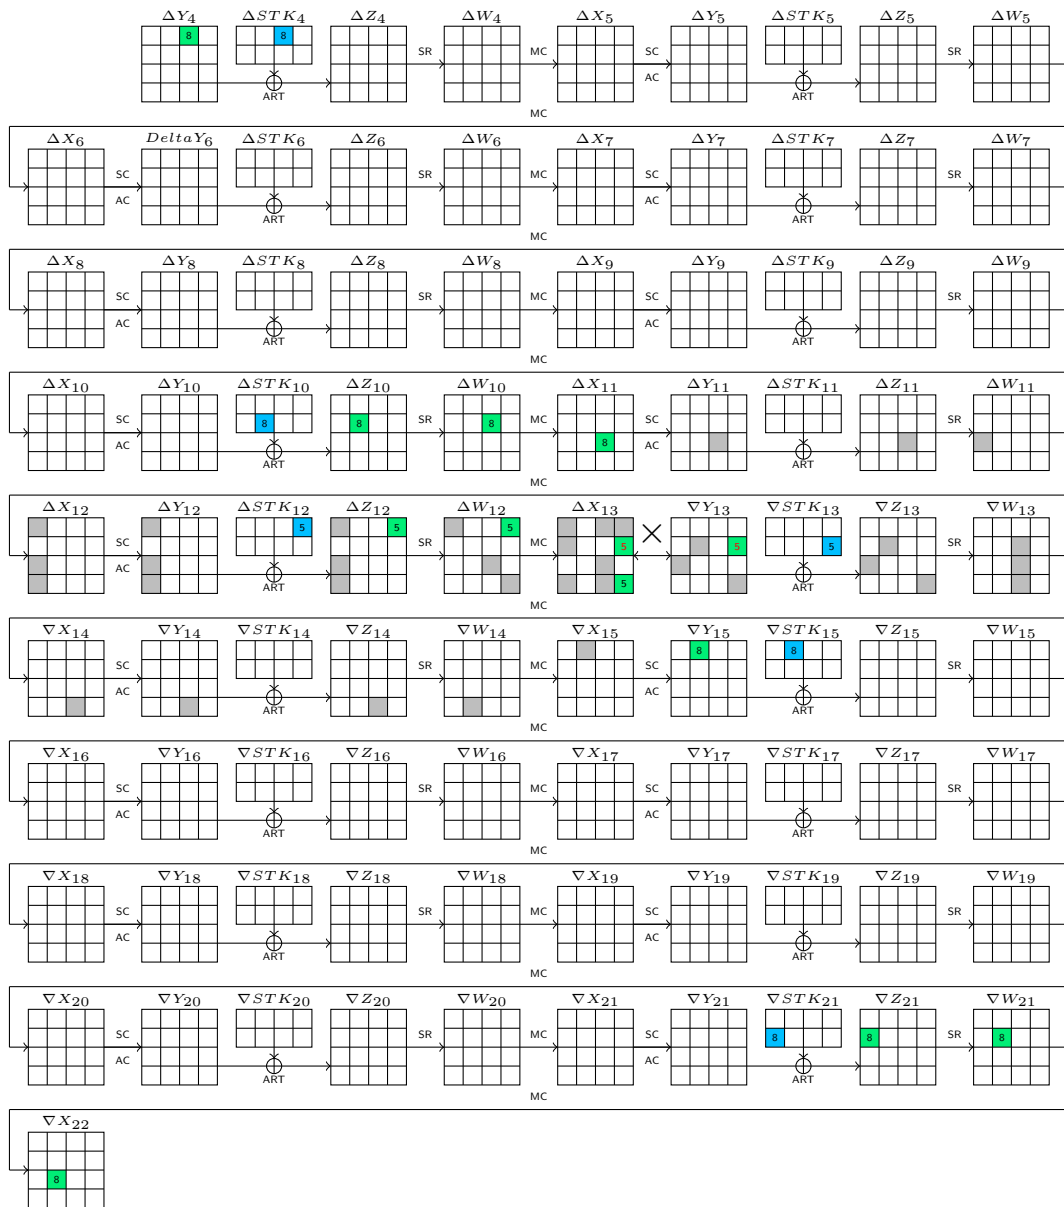 ΔY4 ΔSTK4 ΔZ4 ΔW4 ΔX5 ΔY5 ΔSTK5 ΔZ5 ΔW5
8 8
SR MC SC SR
AC
ART ART
MC
ΔX6 DeltaY6 ΔSTK6 ΔZ6 ΔW6 ΔX7 ΔY7 ΔSTK7 ΔZ7 ΔW7
SC SR MC SC SR
AC AC
ART ART
MC
ΔX8 ΔY8 ΔSTK8 ΔZ8 ΔW8 ΔX9 ΔY9 ΔSTK9 ΔZ9 ΔW9
SC SR MC SC SR
AC AC
ART ART
MC
ΔX10 ΔY10 ΔSTK10 ΔZ10 ΔW10 ΔX11 ΔY11 ΔSTK11 ΔZ11 ΔW11
SC SR MC SC SR
8 8 8
AC 8 AC
ART ART
MC
ΔX12 ΔY12 ΔSTK12 ΔZ12 ΔW12 ΔX13 ∇Y13 ∇STK13 ∇Z13 ∇W13
5 5 5
SC SR MC 5 5 5 SR
AC
ART 5 ART
MC
∇X14 ∇Y14 ∇STK14 ∇Z14 ∇W14 ∇X15 ∇Y15 ∇STK15 ∇Z15 ∇W15
8 8
SC SR MC SC SR
AC AC
ART ART
MC
∇X16 ∇Y16 ∇STK16 ∇Z16 ∇W16 ∇X17 ∇Y17 ∇STK17 ∇Z17 ∇W17
SC SR MC SC SR
AC AC
ART ART
MC
∇X18 ∇Y18 ∇STK18 ∇Z18 ∇W18 ∇X19 ∇Y19 ∇STK19 ∇Z19 ∇W19
SC SR MC SC SR
AC AC
ART ART
MC
∇X20 ∇Y20 ∇STK20 ∇Z20 ∇W20 ∇X21 ∇Y21 ∇STK21 ∇Z21 ∇W21
SC SR MC SC 8 8 SR 8
AC AC
ART ART
MC
∇X22
8